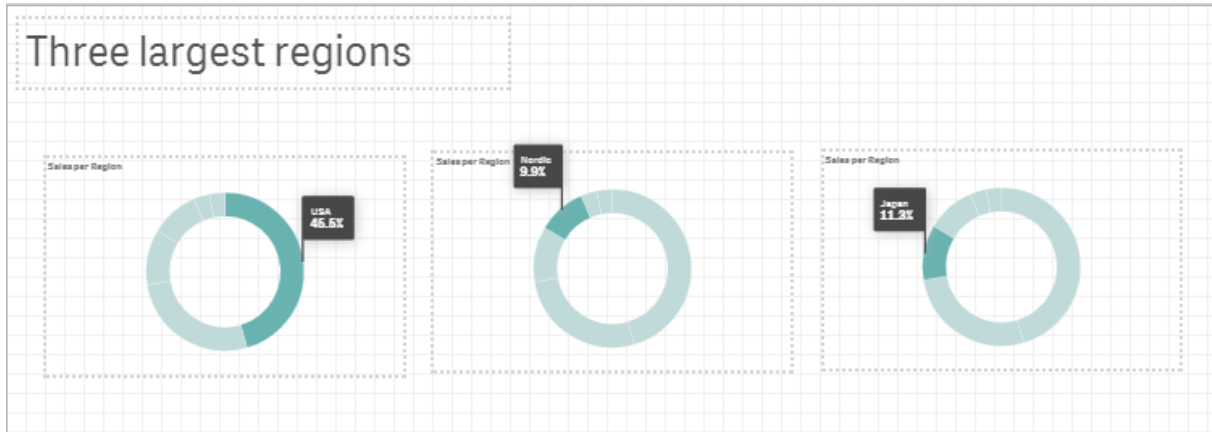 Three largest regions
Sales per Region
USA
45.5%
Sales per Region
Nordic
9.9%
Sales per Region
Japan
11.3%